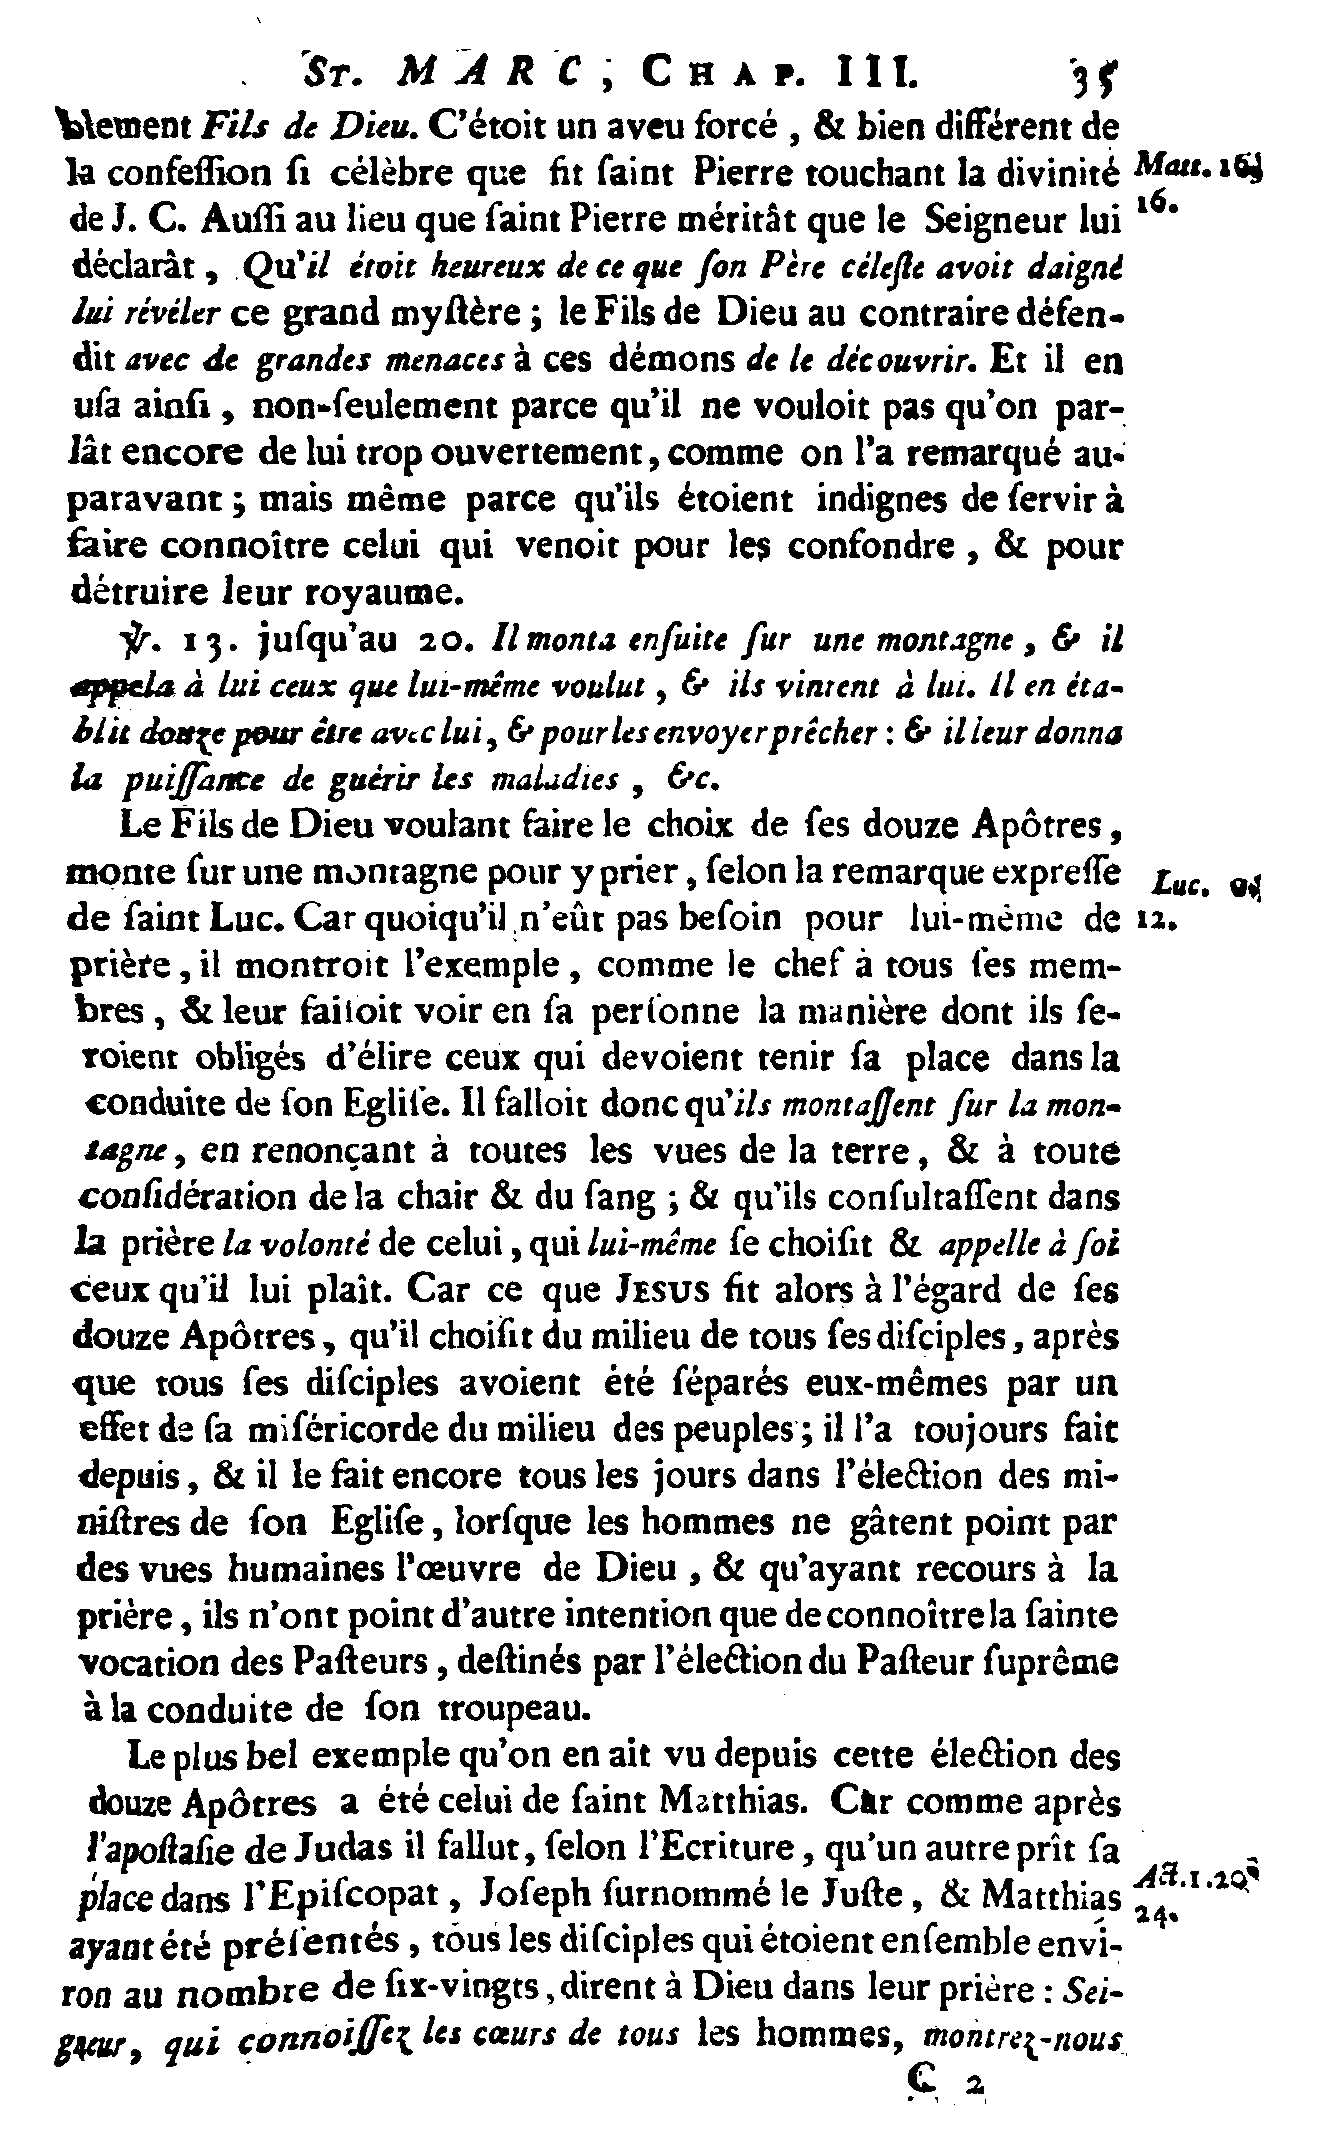 St. MARC, CHAP. III. 35
blement Fils de Dieu. C'étoit un aveu forcé, & bien différent de
la confeſſion ſi célèbre que fit ſaint Pierre touchant la divinité
Matt. 16.
de J. C. Auſſi au lieu que ſaint Pierre méritât que le Seigneur lui
16.
déclarât, Qu'il étoit heureux de ce que ſon Père céleſte avoit daigné
lui révéler ce grand myſtère; le Fils de Dieu au contraire défen-
dit avec de grandes menaces à ces démons de le découvrir. Et il en
uſa ainſi, non-ſeulement parce qu'il ne vouloit pas qu'on par-
lât encore de lui trop ouvertement, comme on l'a remarqué au-
paravant; mais même parce qu'ils étoient indignes de ſervir à
faire connoître celui qui venoit pour les confondre, & pour
détruire leur royaume.
℣. 13. juſqu'au 20. Il monta enſuite ſur une montagne, & il
appela à lui ceux que lui-même voulut, & ils vinrent à lui. Il en éta-
blit douze pour être avec lui, & pour les envoyer prêcher: & il leur donna
la puiſſance de guérir les maladies, &c.
Le Fils de Dieu voulant faire le choix de ſes douze Apôtres,
monte ſur une montagne pour y prier, ſelon la remarque expreſſe
Luc.
de ſaint Luc. Car quoiqu'il n'eût pas beſoin pour lui-même de
12.
prière, il montroit l'exemple, comme le chef à tous ſes mem-
bres, & leur faiſoit voir en ſa perſonne la manière dont ils ſe-
roient obligés d'élire ceux qui devoient tenir ſa place dans la
conduite de ſon Egliſe. Il falloit donc qu'ils montaſſent ſur la mon-
tagne, en renonçant à toutes les vues de la terre, & à toute
conſidération de la chair & du ſang; & qu'ils conſultaſſent dans
la prière la volonté de celui, qui lui-même ſe choiſit & appelle à ſoi
ceux qu'il lui plaît. Car ce que JESUS fit alors à l'égard de ſes
douze Apôtres, qu'il choiſit du milieu de tous ſes diſciples, après
que tous ſes diſciples avoient été ſéparés eux-mêmes par un
effet de ſa miſéricorde du milieu des peuples; il l'a toujours fait
depuis, & il le fait encore tous les jours dans l'élection des mi-
niſtres de ſon Egliſe, lorſque les hommes ne gâtent point par
des vues humaines l'œuvre de Dieu, & qu'ayant recours à la
prière, ils n'ont point d'autre intention que de connoître la ſainte
vocation des Paſteurs, deſtinés par l'élection du Paſteur ſuprême
à la conduite de ſon troupeau.
Le plus bel exemple qu'on en ait vu depuis cette élection des
douze Apôtres a été celui de ſaint Matthias. Car comme après
l'apoſtaſie de Judas il fallut, ſelon l'Ecriture, qu'un autre prît ſa
place dans l'Epiſcopat, Joſeph ſurnommé le Juſte, & Matthias
Act. 1. 20.
24.
ayant été préſentés, tous les diſciples qui étoient enſemble envi-
ron au nombre de ſix-vingts, dirent à Dieu dans leur prière: Sei-
gneur, qui connoiſſez les cœurs de tous les hommes, montrez-nous
C 2